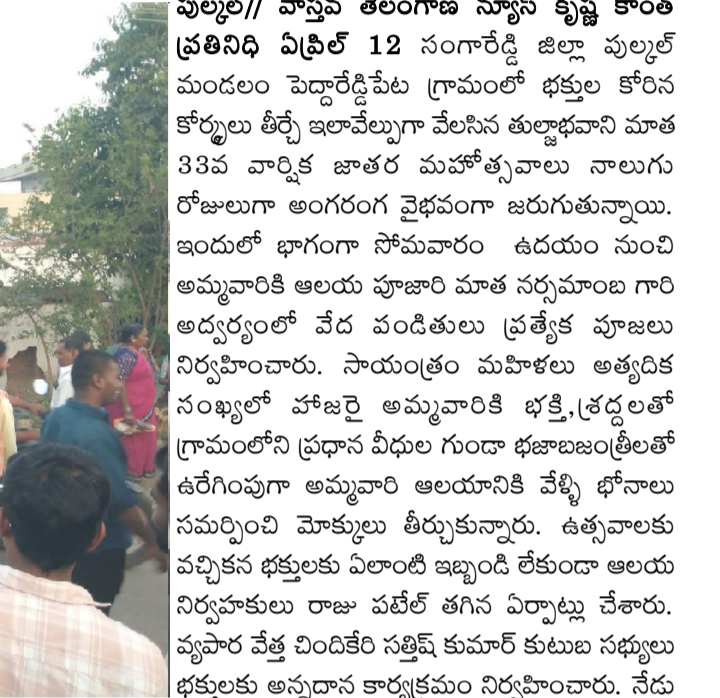 పుల్కల్// వాస్తవ తెలంగాణ న్యూస్ కృష్ణ కాంత్
ప్రతినిధి ఏప్రిల్ 12 సంగారెడ్డి జిల్లా పుల్కల్
మండలం పెద్దారెడ్డిపేట గ్రామంలో భక్తుల కోరిన
కోర్కులు తీర్చే ఇలావేల్పుగా వేలసిన తుల్జాభవాని మాత
33వ వార్షిక జాతర మహోత్సవాలు నాలుగు
రోజులుగా అంగరంగ వైభవంగా జరుగుతున్నాయి.
ఇందులో భాగంగా సోమవారం ఉదయం నుంచి
అమ్మవారికి ఆలయ పూజారి మాత నర్సమాంబ గారి
అద్వర్యంలో వేద పండితులు ప్రత్యేక పూజలు
నిర్వహించారు. సాయంత్రం మహిళలు అత్యదిక
సంఖ్యలో హాజరై అమ్మవారికి భక్తి,శ్రద్దలతో
గ్రామంలోని ప్రధాన వీధుల గుండా భజాబజంత్రీలతో
ఉరేగింపుగా అమ్మవారి ఆలయానికి వేళ్ళి భోనాలు
సమర్పించి మోక్కులు తీర్చుకున్నారు. ఉత్సవాలకు
వచ్చికన భక్తులకు ఏలాంటి ఇబ్బండి లేకుండా ఆలయ
నిర్వహకులు రాజు పటేల్ తగిన ఏర్పాట్లు చేశారు.
వ్యపార వేత్త చిందికేరి సత్తిష్ కుమార్ కుటుబ సభ్యులు
భక్తులకు అన్నదాన కార్యక్రమం నిర్వహించారు. నేడు